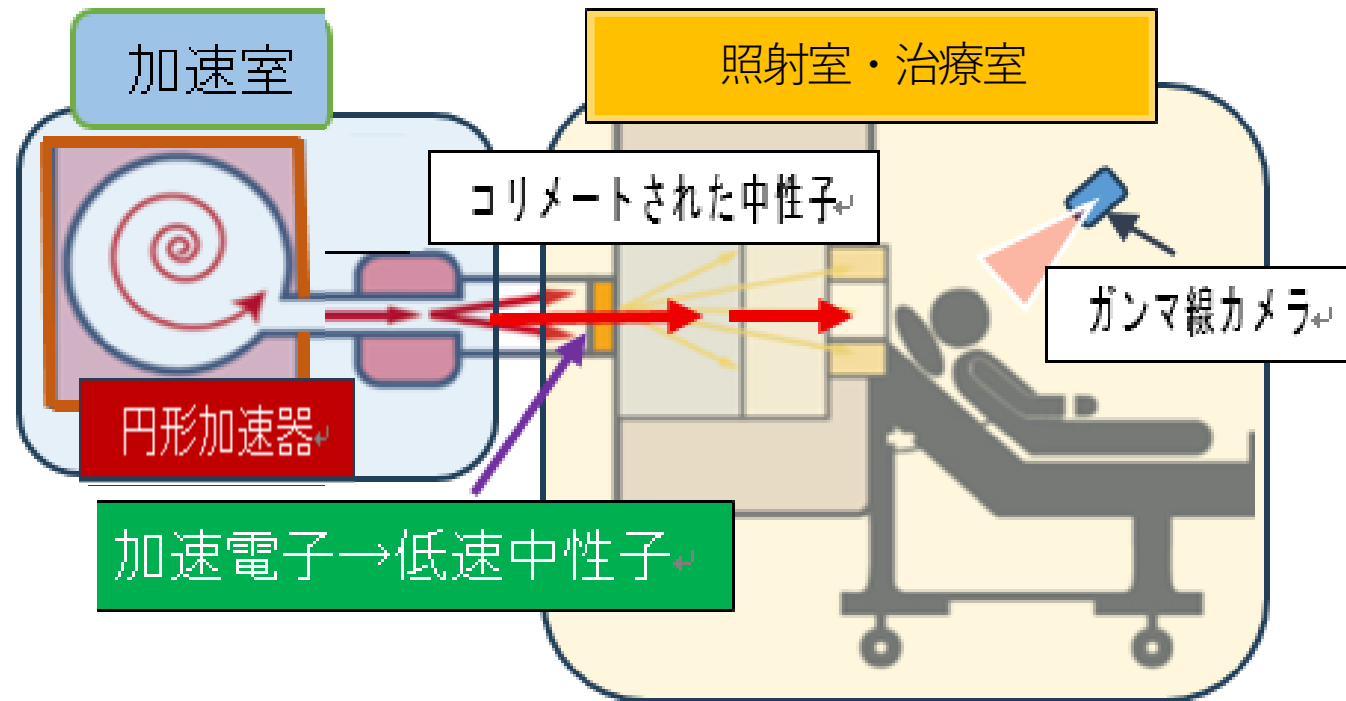 加速室
照射室・治療室
コリメートされた中性子
ガンマ線カメラ
円形加速器
加速電子→低速中性子